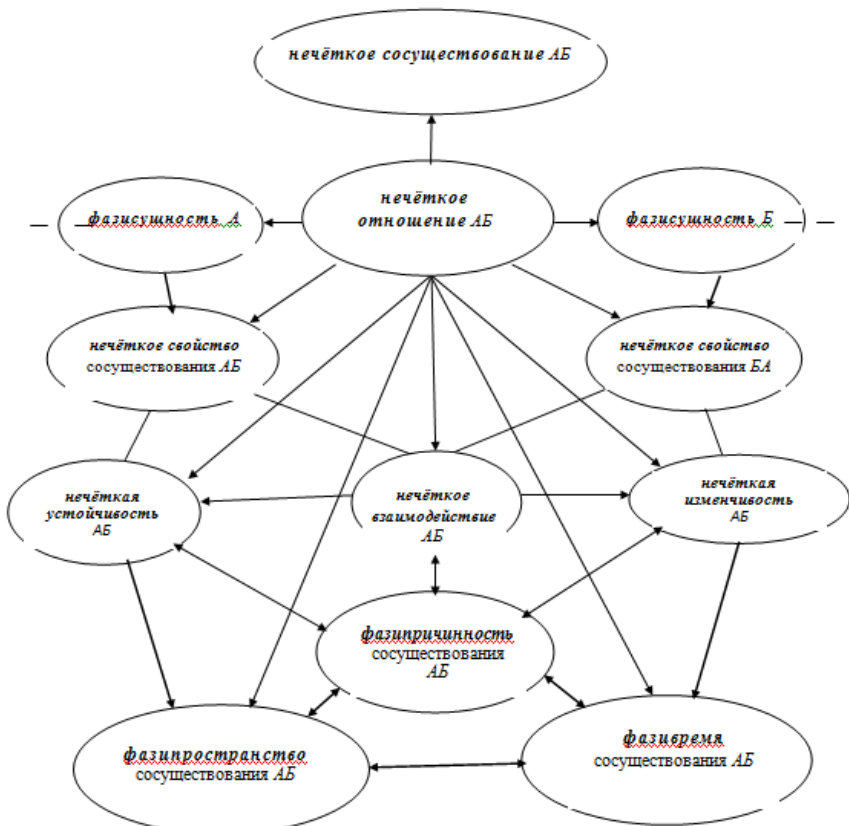 нечёткое сосуществование АБ
нечёткое
отношение АБ
фазисущность А
фазисущность Б
нечёткое свойство
сосуществования АБ
нечёткое свойство
сосуществования БА
нечёткая
устойчивость
АБ
нечёткое
взаимодействие
АБ
нечёткая
изменчивость
АБ
фазипричинность
сосуществования
АБ
фазипространство
сосуществования АБ
фазивремя
сосуществования АБ